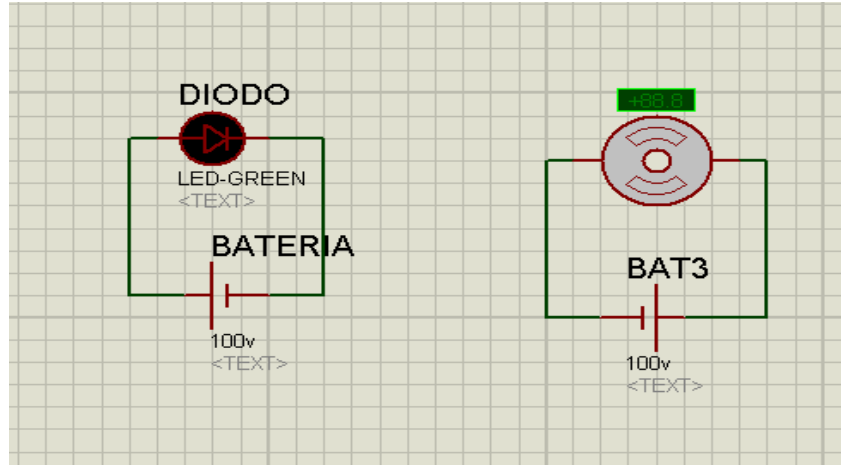 DIODO
LED-GREEN
<TEXT>
BATERIA
100v
<TEXT>
+88.8
BAT3
100v
<TEXT>